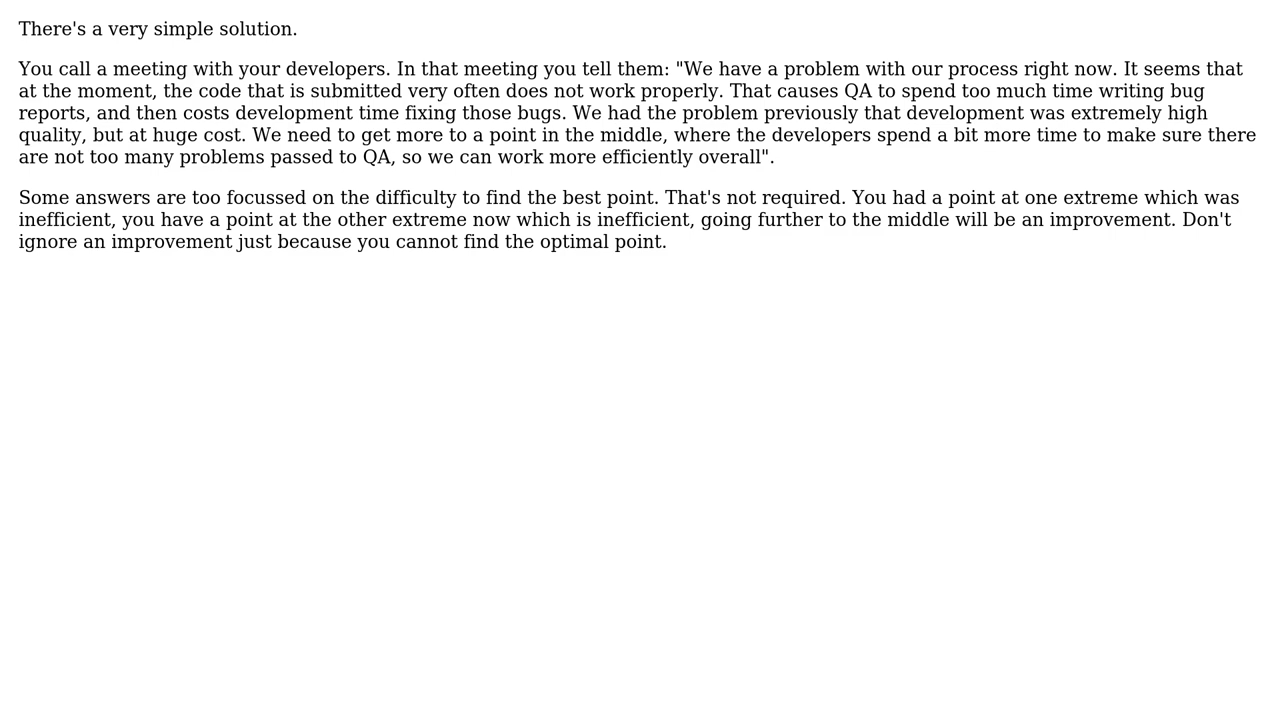 There's a very simple solution.
You call a meeting with your developers. In that meeting you tell them: "We have a problem with our process right now. It seems that
at the moment, the code that is submitted very often does not work properly. That causes QA to spend too much time writing bug
reports, and then costs development time fixing those bugs. We had the problem previously that development was extremely high
quality, but at huge cost. We need to get more to a point in the middle, where the developers spend a bit more time to make sure there
are not too many problems passed to QA, so we can work more efficiently overall".
Some answers are too focussed on the difficulty to find the best point. That's not required. You had a point at one extreme which was
inefficient, you have a point at the other extreme now which is inefficient, going further to the middle will be an improvement. Don't
ignore an improvement just because you cannot find the optimal point.